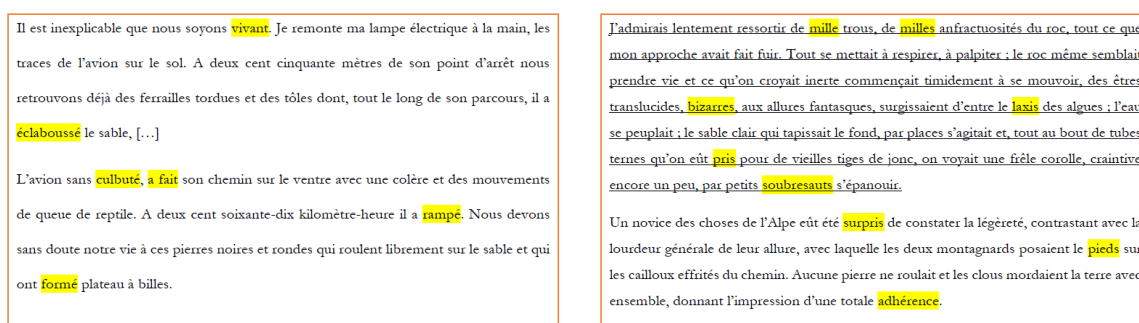 Il est inexplicable que nous soyons vivant. Je remonte ma lampe électrique à la main, les
traces de l'avion sur le sol. A deux cent cinquante mètres de son point d'arrêt nous
retrouvons déjà des ferrailles tordues et des tôles dont, tout le long de son parcours, il a
éclaboussé le sable, […]
L'avion sans culbuté, a fait son chemin sur le ventre avec une colère et des mouvements
de queue de reptile. A deux cent soixante-dix kilomètre-heure il a rampé. Nous devons
sans doute notre vie à ces pierres noires et rondes qui roulent librement sur le sable et qui
ont formé plateau à billes.
J'admirais lentement ressortir de mille trous, de milles anfractuosités du roc, tout ce que
mon approche avait fait fuir. Tout se mettait à respirer, à palpiter ; le roc même semblait
prendre vie et ce qu'on croyait inerte commençait timidement à se mouvoir, des êtres
translucides, bizarres, aux allures fantasques, surgissaient d'entre le laxis des algues ; l'eau
se peuplait ; le sable clair qui tapissait le fond, par places s'agitait et, tout au bout de tubes
ternes qu'on eût pris pour de vieilles tiges de jonc, on voyait une frêle corolle, craintive
encore un peu, par petits soubresauts s'épanouir.
Un novice des choses de l'Alpe eût été surpris de constater la légèreté, contrastant avec la
lourdeur générale de leur allure, avec laquelle les deux montagnards posaient le pieds sur
les cailloux effrités du chemin. Aucune pierre ne roulait et les clous mordaient la terre avec
ensemble, donnant l'impression d'une totale adhérence.